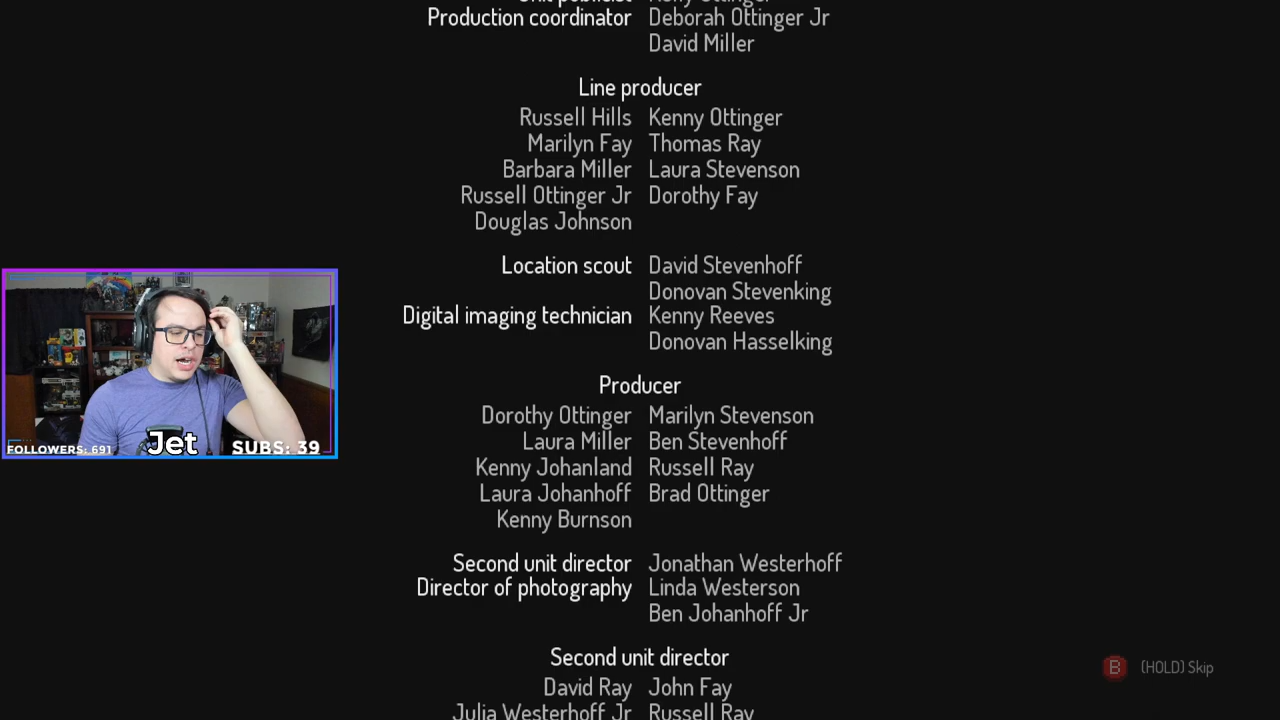 Production coordinator Deborah Ottinger Jr
David Miller
Line producer
Russell Hills Kenny Ottinger
Marilyn Fay Thomas Ray
Barbara Miller Laura Stevenson
Russell Ottinger Jr Dorothy Fay
Douglas Johnson
Location scout David Stevenhoff
Donovan Stevenking
Digital imaging technician Kenny Reeves
Donovan Hasselking
Producer
Dorothy Ottinger Marilyn Stevenson
Laura Miller Ben Stevenhoff
Kenny Johanland Russell Ray
Laura Johanhoff Brad Ottinger
Kenny Burnson
Second unit director Jonathan Westerhoff
Director of photography Linda Westerson
Ben Johanhoff Jr
Second unit director
David Ray John Fay
Julia Westerhoff Jr Russell Ray
FOLLOWERS: 691
Jet
SUBS: 39
B (HOLD) Skip